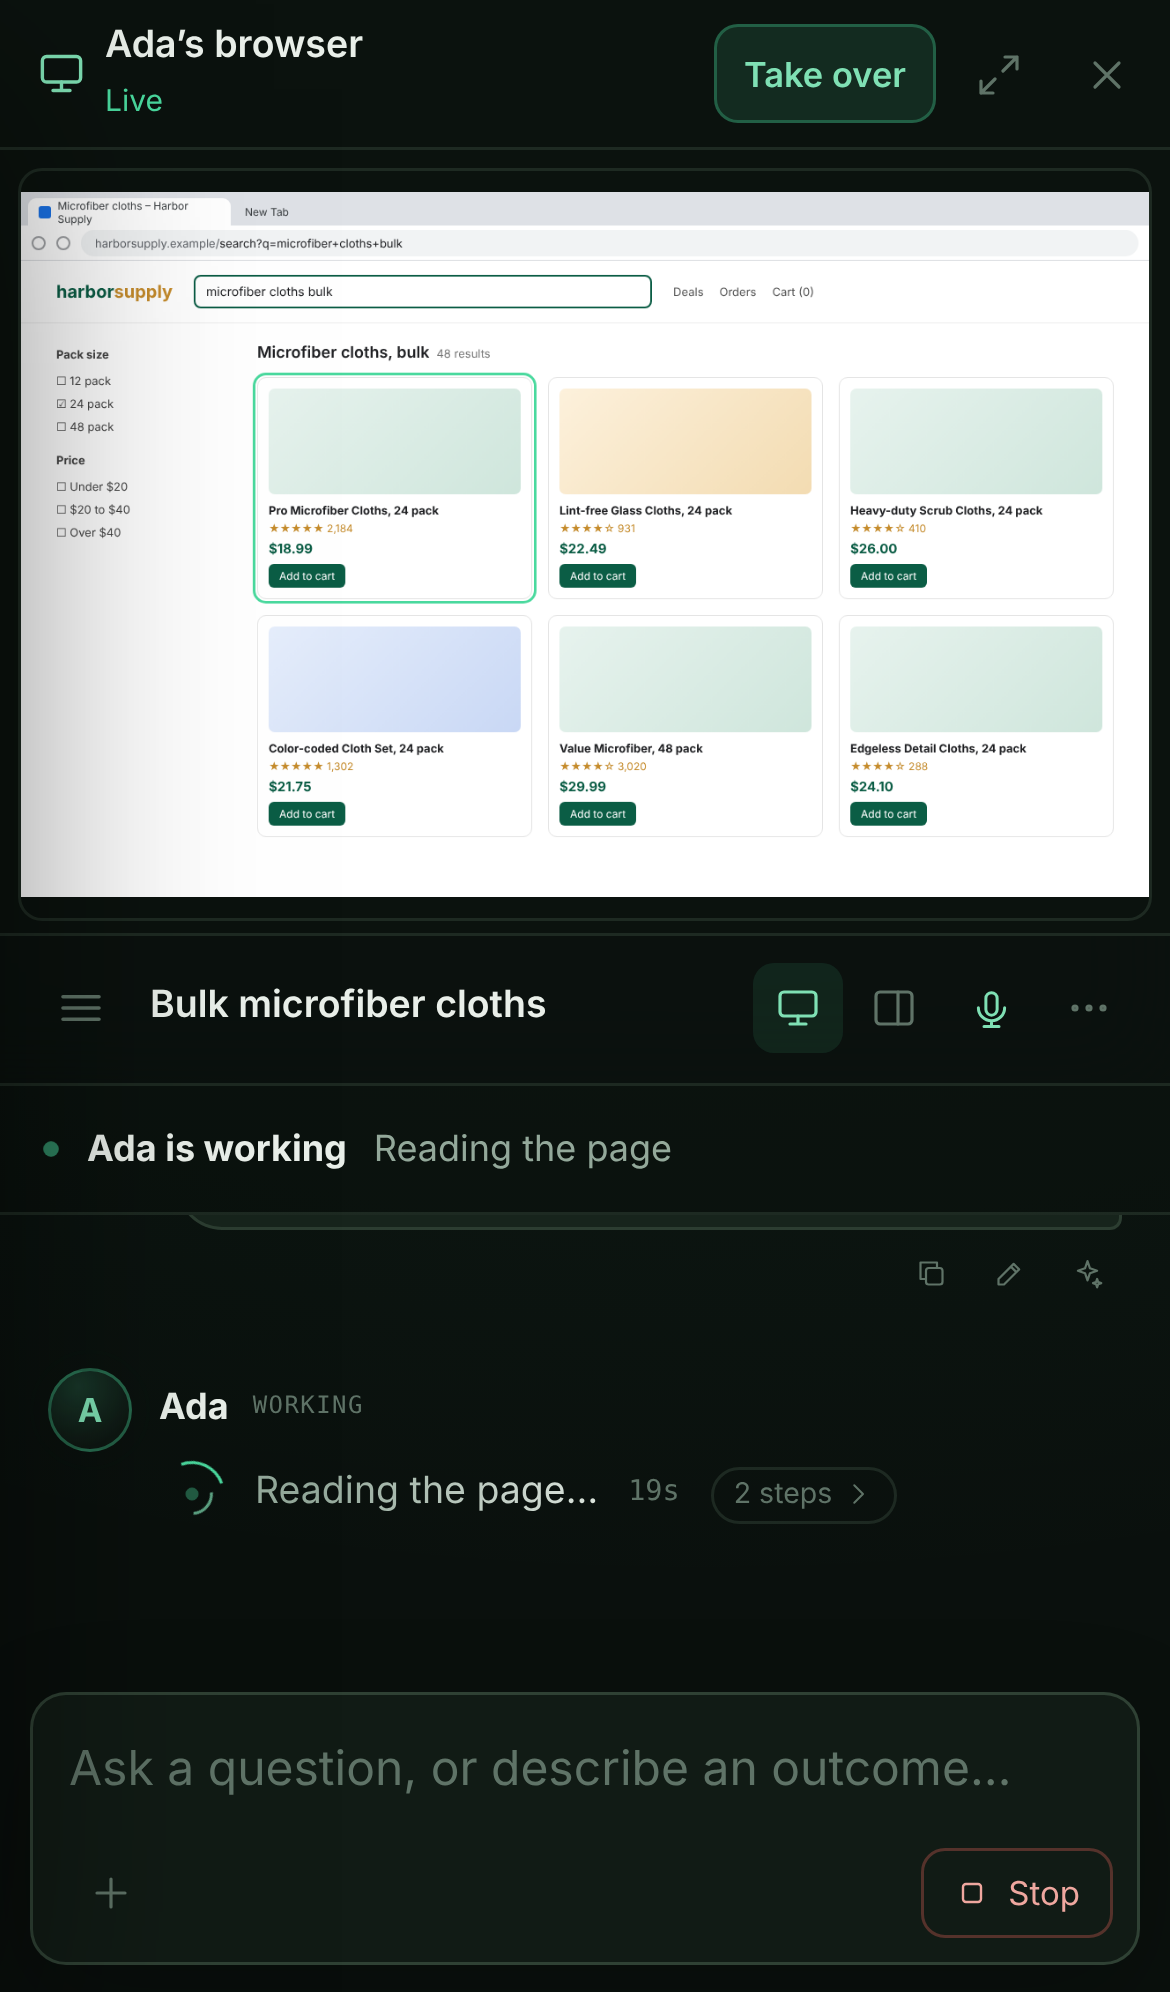 Ada’s browser
Live
Take over
Microfiber cloths – Harbor
Supply
New Tab
harborsupply.example/search?q=microfiber+cloths+bulk
harborsupply
microfiber cloths bulk
Deals Orders Cart (0)
Pack size
12 pack
24 pack
48 pack
Price
Under $20
$20 to $40
Over $40
Microfiber cloths, bulk 48 results
Pro Microfiber Cloths, 24 pack
★★★★★ 2,184
$18.99
Add to cart
Lint-free Glass Cloths, 24 pack
★★★★☆ 931
$22.49
Add to cart
Heavy-duty Scrub Cloths, 24 pack
★★★★☆ 410
$26.00
Add to cart
Color-coded Cloth Set, 24 pack
★★★★★ 1,302
$21.75
Add to cart
Value Microfiber, 48 pack
★★★★☆ 3,020
$29.99
Add to cart
Edgeless Detail Cloths, 24 pack
★★★★☆ 288
$24.10
Add to cart
Bulk microfiber cloths
Ada is working Reading the page
A
Ada WORKING
Reading the page... 19s 2 steps
Ask a question, or describe an outcome...
Stop